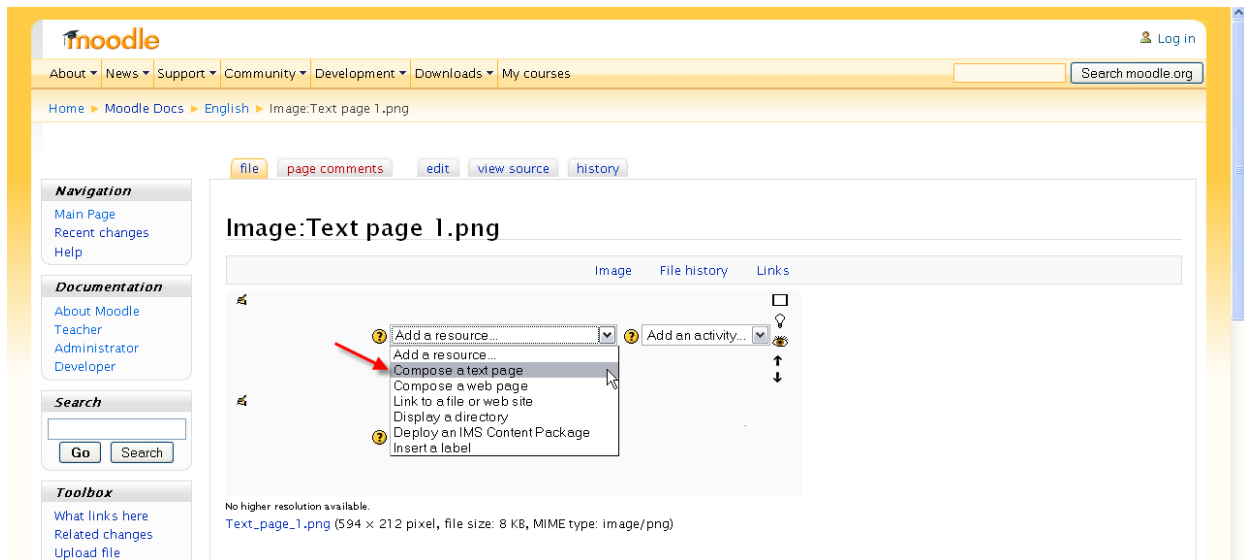 moodle
Log in
About News Support Community Development Downloads My courses
Search moodle.org
Home ► Moodle Docs ► English ► Image:Text page 1.png
file page comments edit view source history
Navigation
Main Page
Recent changes
Help
Documentation
About Moodle
Teacher
Administrator
Developer
Search
Go Search
Toolbox
What links here
Related changes
Upload file
Image:Text page 1.png
Image File history Links
Add a resource... Add an activity...
Add a resource...
Compose a text page
Compose a web page
Link to a file or web site
Display a directory
Deploy an IMS Content Package
Insert a label
No higher resolution available.
Text_page_1.png (594 × 212 pixel, file size: 8 KB, MIME type: image/png)